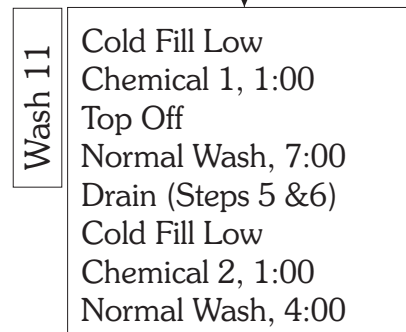 Wash 11
Cold Fill Low
Chemical 1, 1:00
Top Off
Normal Wash, 7:00
Drain (Steps 5 &6)
Cold Fill Low
Chemical 2, 1:00
Normal Wash, 4:00